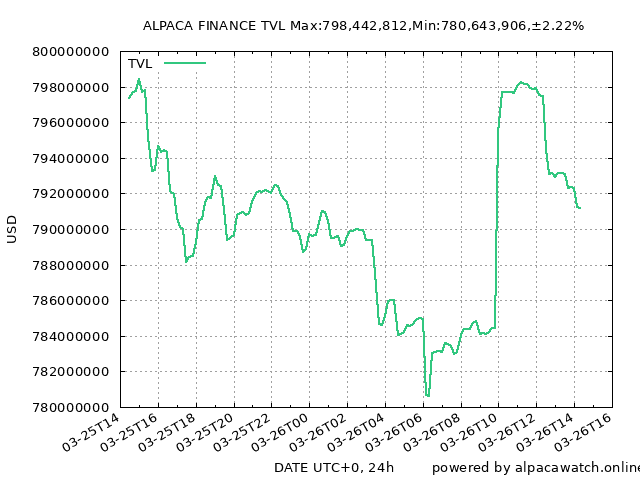 ALPACA FINANCE TVL Max:798,442,812,Min:780,643,906,±2.22%
TVL
800000000
798000000
796000000
794000000
792000000
790000000
788000000
786000000
784000000
782000000
780000000
USD
03-25T14
03-25T16
03-25T18
03-25T20
03-25T22
03-26T00
03-26T02
03-26T04
03-26T06
03-26T08
03-26T10
03-26T12
03-26T14
03-26T16
DATE UTC+0, 24h
powered by alpacawatch.online